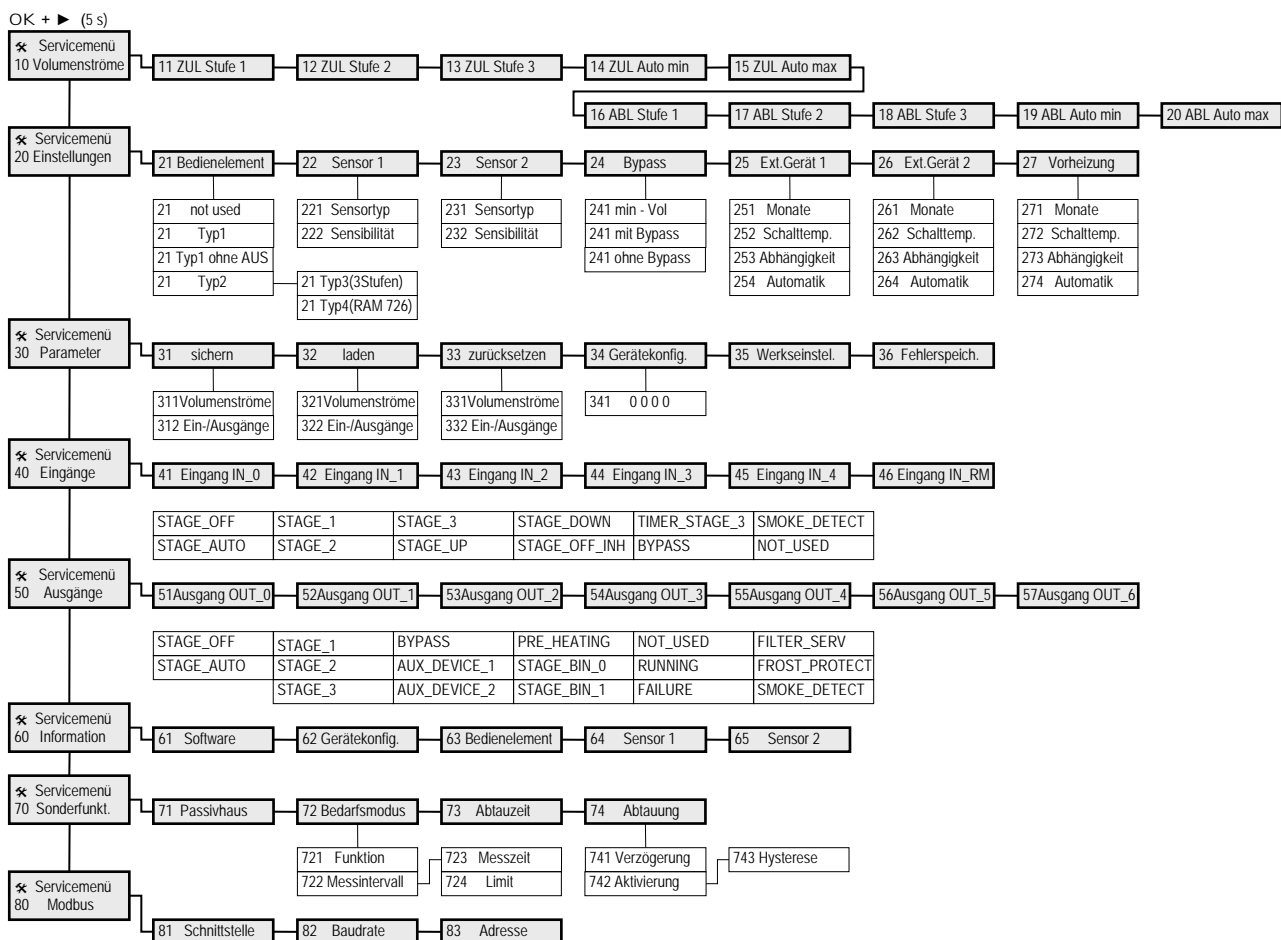 OK + ► (5 s)
Servicemenü
10 Volumenströme
11 ZUL Stufe 1
12 ZUL Stufe 2
13 ZUL Stufe 3
14 ZUL Auto min
15 ZUL Auto max
16 ABL Stufe 1
17 ABL Stufe 2
18 ABL Stufe 3
19 ABL Auto min
20 ABL Auto max
Servicemenü
20 Einstellungen
21 Bedienelement
22 Sensor 1
23 Sensor 2
24 Bypass
25 Ext.Gerät 1
26 Ext.Gerät 2
27 Vorheizung
21 not used
21 Typ1
21 Typ1 ohne AUS
21 Typ2
21 Typ3(3Stufen)
21 Typ4(RAM 726)
221 Sensortyp
222 Sensibilität
231 Sensortyp
232 Sensibilität
241 min - Vol
241 mit Bypass
241 ohne Bypass
251 Monate
252 Schalttemp.
253 Abhängigkeit
254 Automatik
261 Monate
262 Schalttemp.
263 Abhängigkeit
264 Automatik
271 Monate
272 Schalttemp.
273 Abhängigkeit
274 Automatik
Servicemenü
30 Parameter
31 sichern
32 laden
33 zurücksetzen
34 Gerätekonfig.
35 Werkseinstel.
36 Fehlerspeich.
311Volumenströme
312 Ein-/Ausgänge
321Volumenströme
322 Ein-/Ausgänge
331Volumenströme
332 Ein-/Ausgänge
341 0 0 0 0
Servicemenü
40 Eingänge
41 Eingang IN_0
42 Eingang IN_1
43 Eingang IN_2
44 Eingang IN_3
45 Eingang IN_4
46 Eingang IN_RM
STAGE_OFF STAGE_1 STAGE_3 STAGE_DOWN TIMER_STAGE_3 SMOKE_DETECT
STAGE_AUTO STAGE_2 STAGE_UP STAGE_OFF_INH BYPASS NOT_USED
Servicemenü
50 Ausgänge
51Ausgang OUT_0
52Ausgang OUT_1
53Ausgang OUT_2
54Ausgang OUT_3
55Ausgang OUT_4
56Ausgang OUT_5
57Ausgang OUT_6
STAGE_OFF STAGE_1 BYPASS PRE_HEATING NOT_USED FILTER_SERV
STAGE_AUTO STAGE_2 AUX_DEVICE_1 STAGE_BIN_0 RUNNING FROST_PROTECT
STAGE_3 AUX_DEVICE_2 STAGE_BIN_1 FAILURE SMOKE_DETECT
Servicemenü
60 Information
61 Software
62 Gerätekonfig.
63 Bedienelement
64 Sensor 1
65 Sensor 2
Servicemenü
70 Sonderfunkt.
71 Passivhaus
72 Bedarfsmodus
73 Abtauzeit
74 Abtauung
721 Funktion
722 Messintervall
723 Messzeit
724 Limit
741 Verzögerung
742 Aktivierung
743 Hysterese
Servicemenü
80 Modbus
81 Schnittstelle
82 Baudrate
83 Adresse